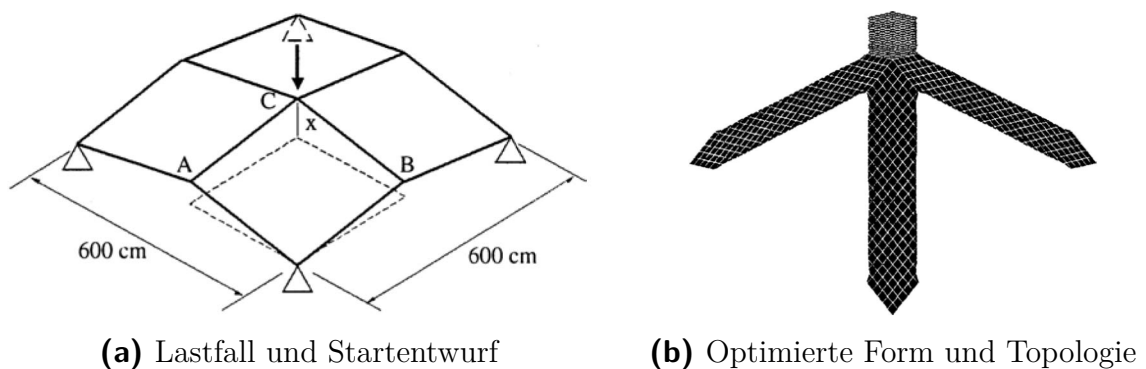 C
x
A
B
600 cm
600 cm
(a) Lastfall und Startentwurf
(b) Optimierte Form und Topologie